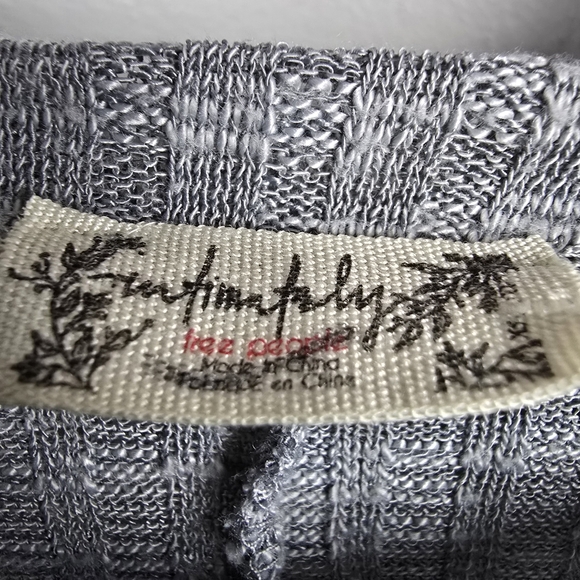 intimately
free people
Made in China
Fabriqué en Chine